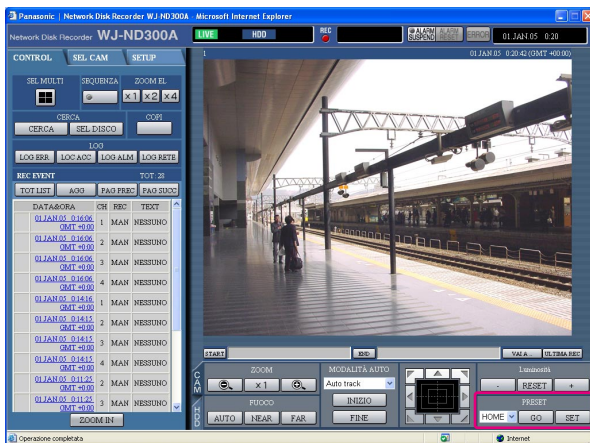 Panasonic | Network Disk Recorder WJ-ND300A - Microsoft Internet Explorer
Network Disk Recorder WJ-ND300A
LIVE HDD REC ALARM SUSPEND ALARM RESET ERROR 01.JAN.05 0:20
CONTROL SEL CAM SETUP
1 01.JAN.05 0:20:42 (GMT +00:00)
SEL MULTI SEQUENZA ZOOM EL
x1 x2 x4
CERCA COPI
CERCA SEL DISCO
LOG
LOG ERR LOC ACC LOG ALM LOG RETE
REC EVENT TOT: 28
TOT LIST AGG PAG PREC PAG SUCC
DATA&ORA CH REC TEXT
01.JAN.05 0:16:06 GMT +0:00 1 MAN NESSUNO
01.JAN.05 0:16:06 GMT +0:00 2 MAN NESSUNO
01.JAN.05 0:16:06 GMT +0:00 3 MAN NESSUNO
01.JAN.05 0:16:06 GMT +0:00 4 MAN NESSUNO
01.JAN.05 0:14:16 GMT +0:00 1 MAN NESSUNO
01.JAN.05 0:14:15 GMT +0:00 2 MAN NESSUNO
01.JAN.05 0:14:15 GMT +0:00 3 MAN NESSUNO
01.JAN.05 0:14:15 GMT +0:00 4 MAN NESSUNO
01.JAN.05 0:11:25 GMT +0:00 2 MAN NESSUNO
01.JAN.05 0:11:25 GMT +0:00 3 MAN NESSUNO
ZOOM IN
START END VAI A... ULTIMA REC
CAM
HDD
ZOOM
x1
FUOCO
AUTO NEAR FAR
MODALITÀ AUTO
Auto track
INIZIO
FINE
Luminosità
- RESET +
PRESET
HOME GO SET
Operazione completata Internet